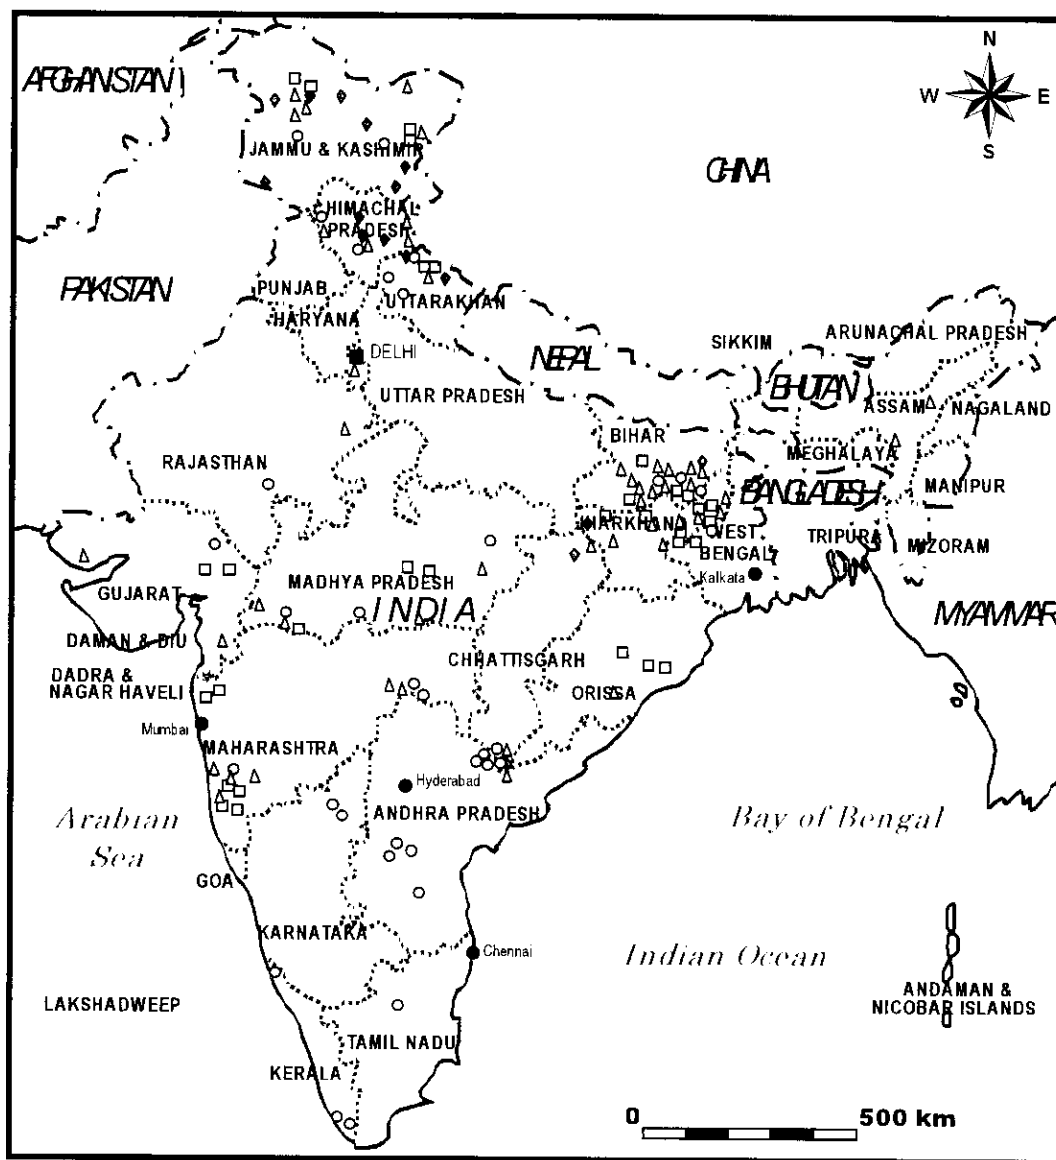 N
AFGHANISTAN
W
E
S
JAMMU & KASHMIR
CHINA
HIMACHAL
PRADESH
PAKISTAN
PUNJAB
UTTARAKHAN
HARYANA
SIKKIM
ARUNACHAL PRADESH
DELHI
NEPAL
BHUTAN
UTTAR PRADESH
ASSAM
NAGALAND
BIHAR
MEGHALAYA
RAJASTHAN
BANGLADESH
MANIPUR
JHARKHAND
WEST
BENGAL
TRIPURA
MIZORAM
MADHYA PRADESH
Kalkata
GUJARAT
INDIA
MYAMMAR
DAMAN & DIU
CHHATTISGARH
DADRA &
NAGAR HAVELI
ORISSA
Mumbai
MAHARASHTRA
Hyderabad
ANDHRA PRADESH
Arabian
Sea
Bay of Bengal
GOA
KARNATAKA
Chennai
Indian Ocean
LAKSHADWEEP
ANDAMAN &
NICOBAR ISLANDS
TAMIL NADU
KERALA
0
500 km